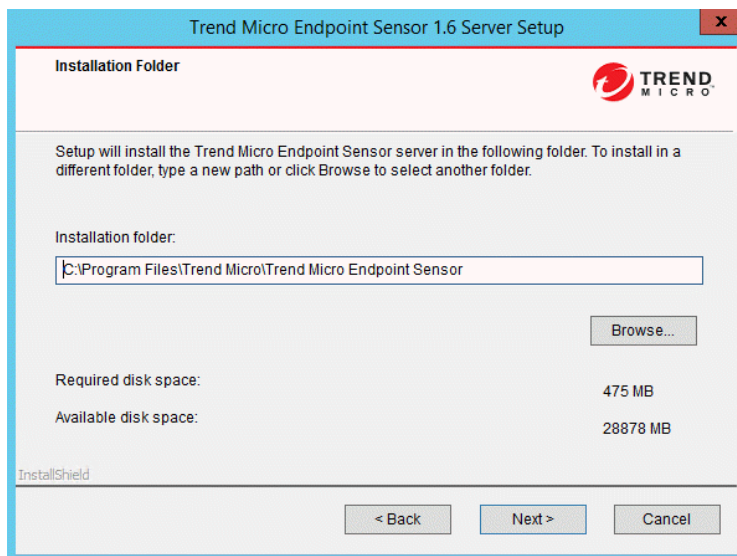 Trend Micro Endpoint Sensor 1.6 Server Setup
x
Installation Folder
TREND
MICRO
Setup will install the Trend Micro Endpoint Sensor server in the following folder. To install in a
different folder, type a new path or click Browse to select another folder.
Installation folder:
C:\Program Files\Trend Micro\Trend Micro Endpoint Sensor
Browse...
Required disk space:
475 MB
Available disk space:
28878 MB
InstallShield
< Back
Next >
Cancel